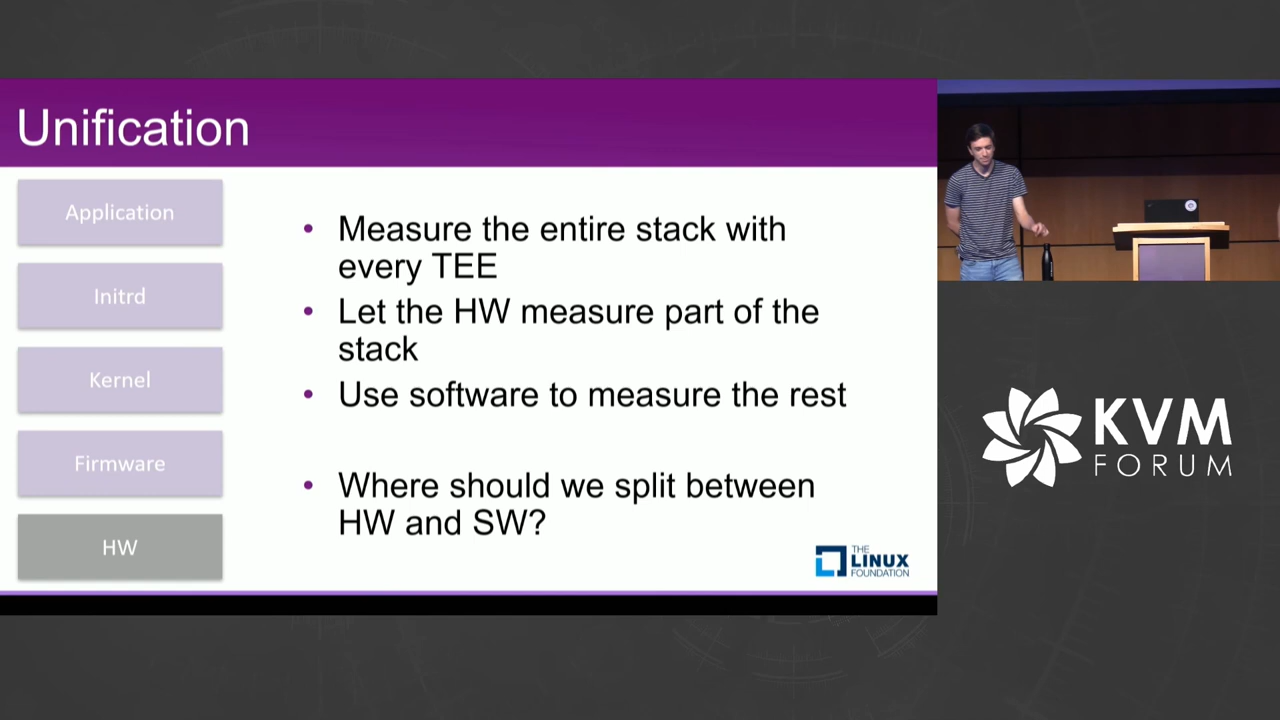 Unification
Application
Initrd
Kernel
Firmware
HW
• Measure the entire stack with
every TEE
• Let the HW measure part of the
stack
• Use software to measure the rest
• Where should we split between
HW and SW?
THE
LINUX
FOUNDATION
KVM
FORUM